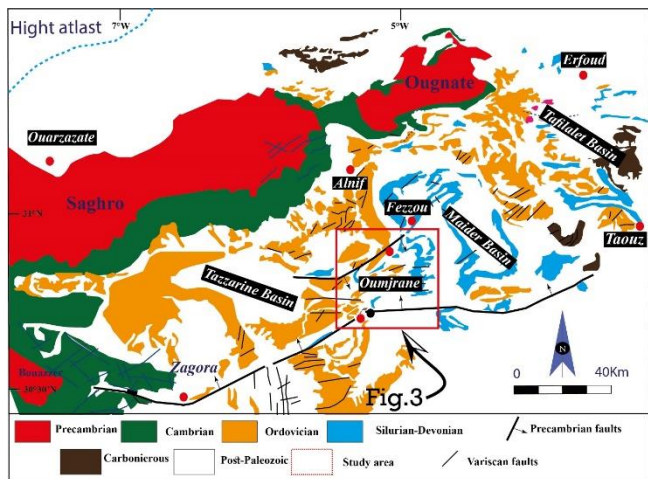 7°W
5°W
Hight atlast
Erfoud
Ougnate
Ouarzazate
Tafilalet Basin
Alnif
31°N
Saghro
Fezzou
Maider Basin
Taouz
Tazzarine Basin
Oumjrane
Bouazzer
Zagora
N
30°30'N
0 40Km
Fig.3
Precambrian Cambrian Ordovician Silurian-Devonian Precambrian faults
Carbonicrous Post-Paleozoic Study area Variscan faults